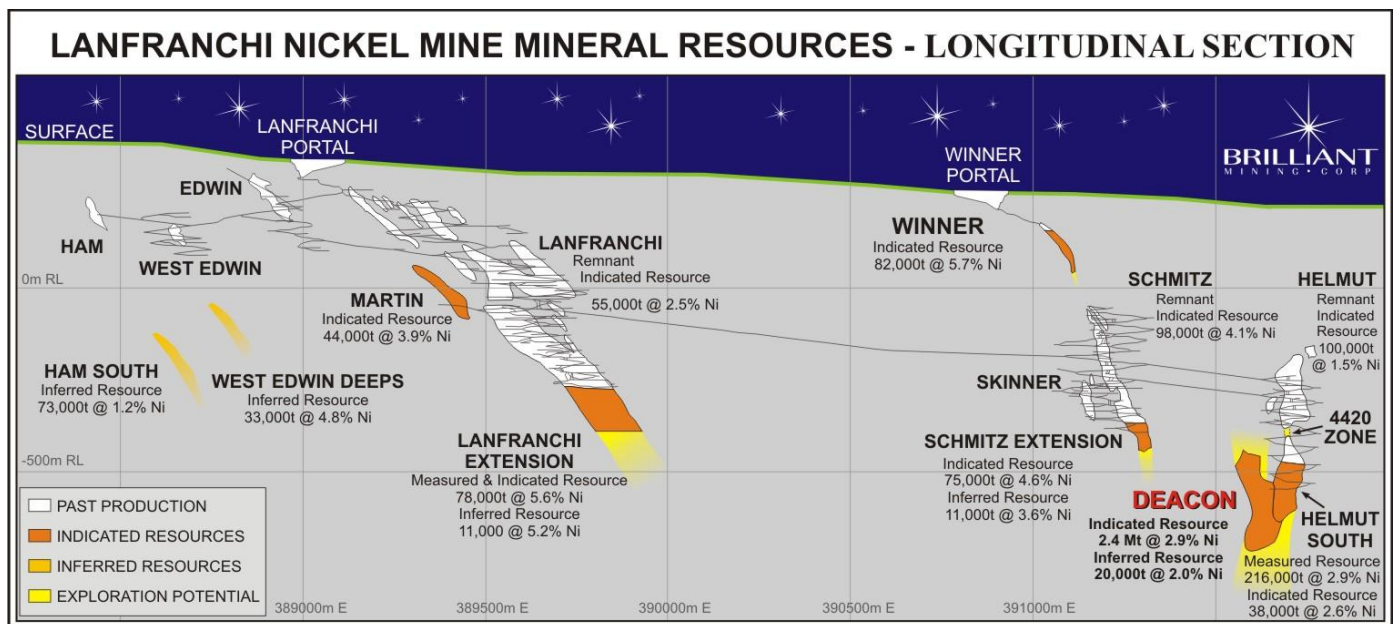 LANFRANCHI NICKEL MINE MINERAL RESOURCES - LONGITUDINAL SECTION
SURFACE
LANFRANCHI
PORTAL
WINNER
PORTAL
BRILLIANT
MINING • CORP
EDWIN
HAM
WEST EDWIN
LANFRANCHI
Remnant
Indicated Resource
55,000t @ 2.5% Ni
WINNER
Indicated Resource
82,000t @ 5.7% Ni
SCHMITZ
Remnant
Indicated Resource
98,000t @ 4.1% Ni
HELMUT
Remnant
Indicated
Resource
100,000t
@ 1.5% Ni
0m RL
MARTIN
Indicated Resource
44,000t @ 3.9% Ni
HAM SOUTH
Inferred Resource
73,000t @ 1.2% Ni
WEST EDWIN DEEPS
Inferred Resource
33,000t @ 4.8% Ni
SKINNER
4420
ZONE
LANFRANCHI
EXTENSION
Measured & Indicated Resource
78,000t @ 5.6% Ni
Inferred Resource
11,000 @ 5.2% Ni
SCHMITZ EXTENSION
Indicated Resource
75,000t @ 4.6% Ni
Inferred Resource
11,000t @ 3.6% Ni
-500m RL
DEACON
Indicated Resource
2.4 Mt @ 2.9% Ni
Inferred Resource
20,000t @ 2.0% Ni
HELMUT
SOUTH
Measured Resource
216,000t @ 2.9% Ni
Indicated Resource
38,000t @ 2.6% Ni
PAST PRODUCTION
INDICATED RESOURCES
INFERRED RESOURCES
EXPLORATION POTENTIAL
389000m E
389500m E
390000m E
390500m E
391000m E